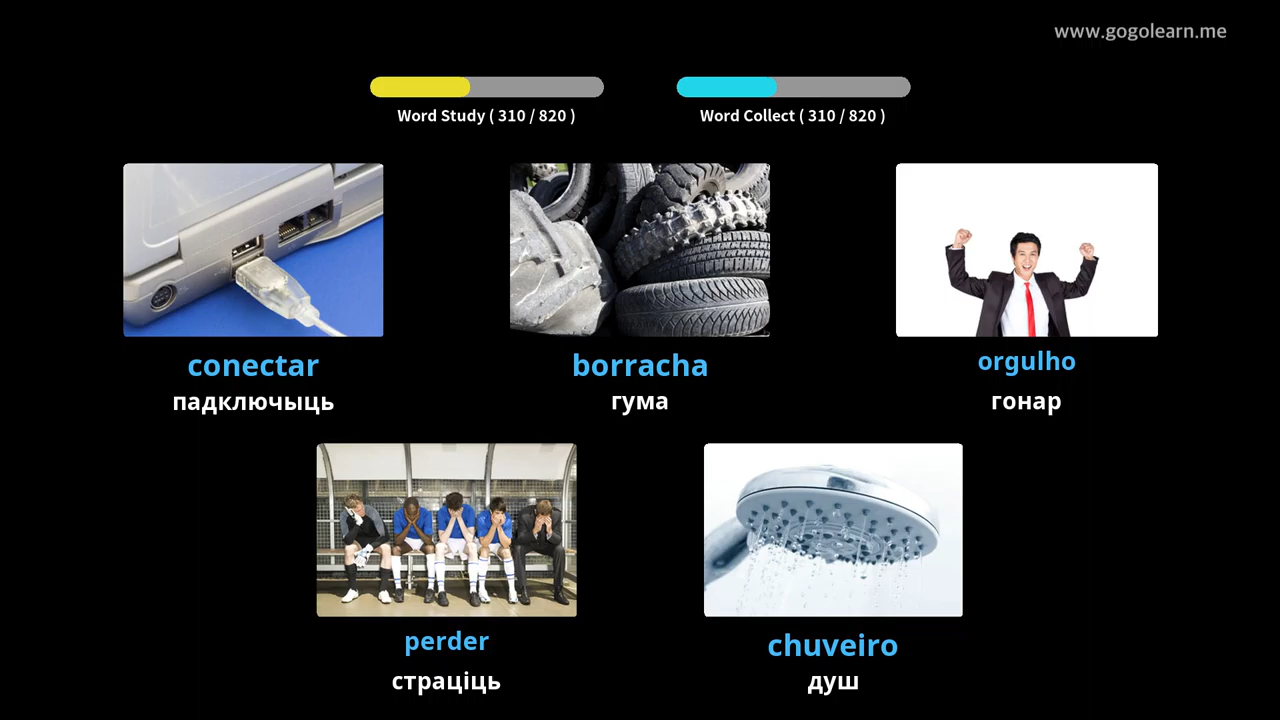 www.gogolearn.me
Word Study ( 310 / 820 )
Word Collect ( 310 / 820 )
conectar
падключыць
borracha
гума
orgulho
гонар
perder
страціць
chuveiro
душ